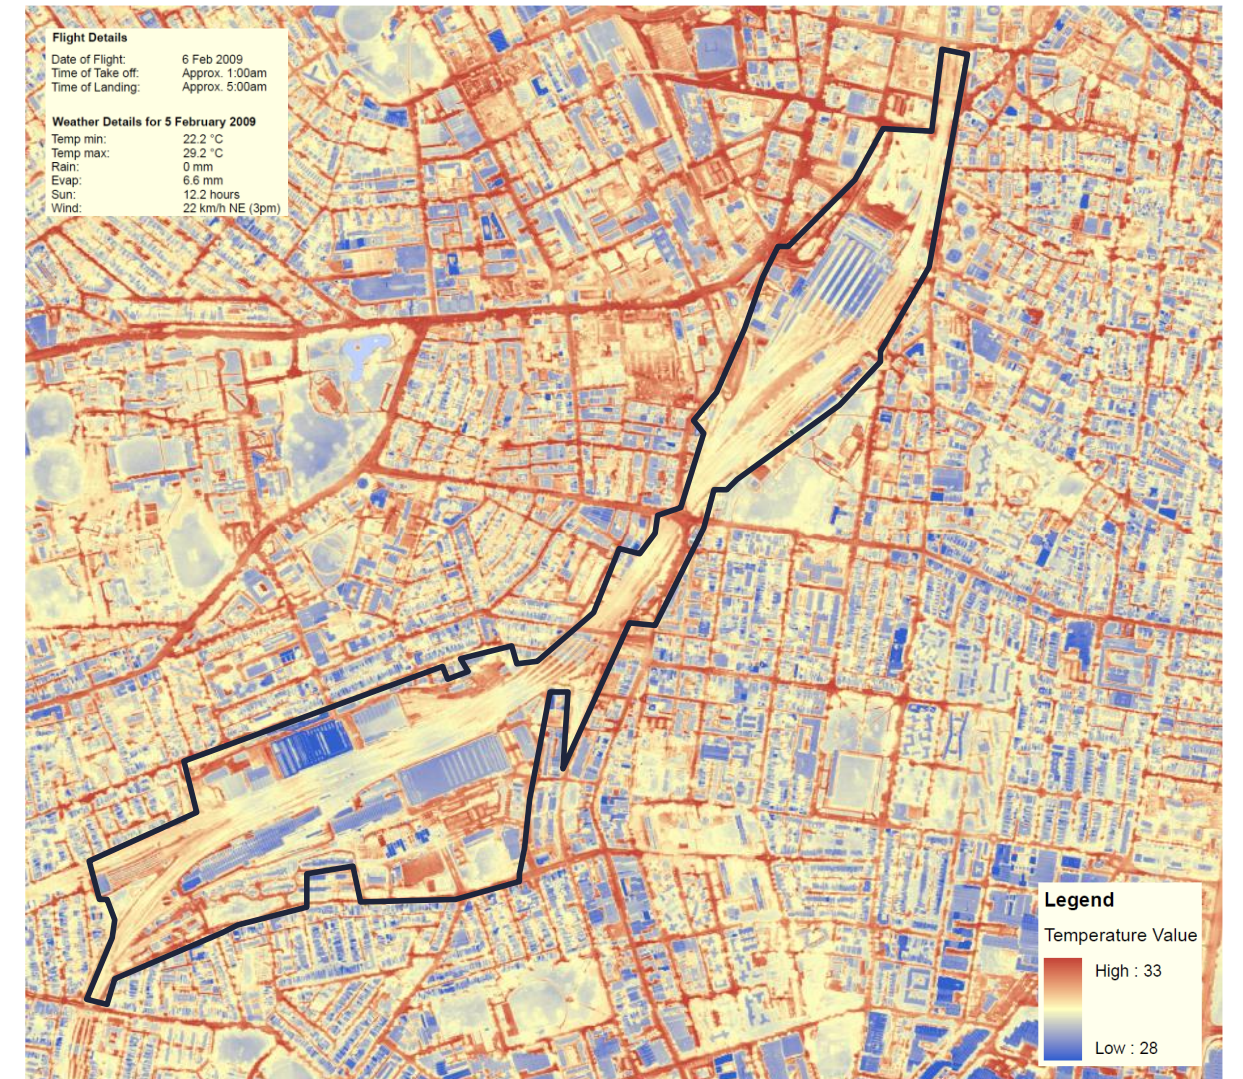 Flight Details
Date of Flight: 6 Feb 2009
Time of Take off: Approx. 1:00am
Time of Landing: Approx. 5:00am
Weather Details for 5 February 2009
Temp min: 22.2 °C
Temp max: 29.2 °C
Rain: 0 mm
Evap: 6.6 mm
Sun: 12.2 hours
Wind: 22 km/h NE (3pm)
Legend
Temperature Value
High : 33
Low : 28